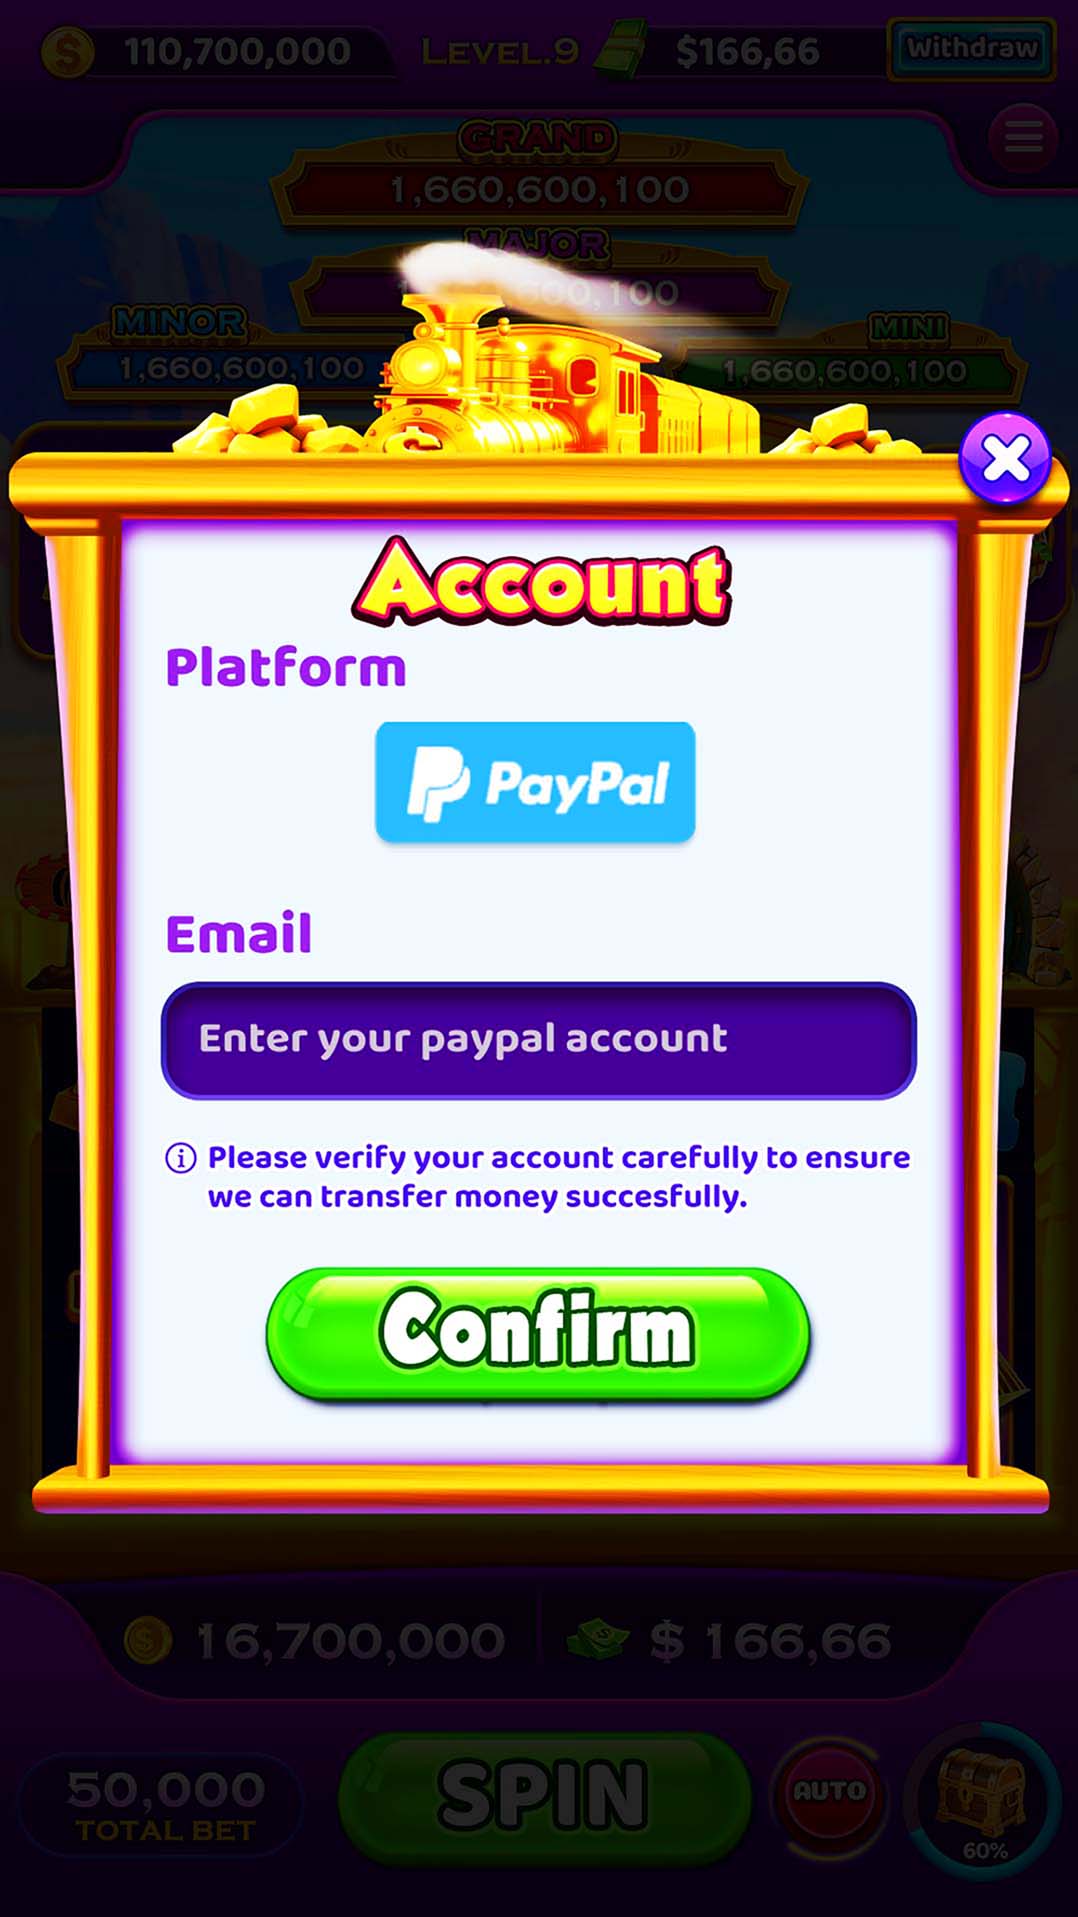 110,700,000
LEVEL.9
$166,66
Withdraw
GRAND
1,660,600,100
MAJOR
600,100
MINOR
1,660,600,100
MINI
1,660,600,100
Account
Platform
PayPal
Email
Enter your paypal account
Please verify your account carefully to ensure
we can transfer money succesfully.
Confirm
16,700,000
$ 166,66
50,000
TOTAL BET
SPIN
AUTO
60%